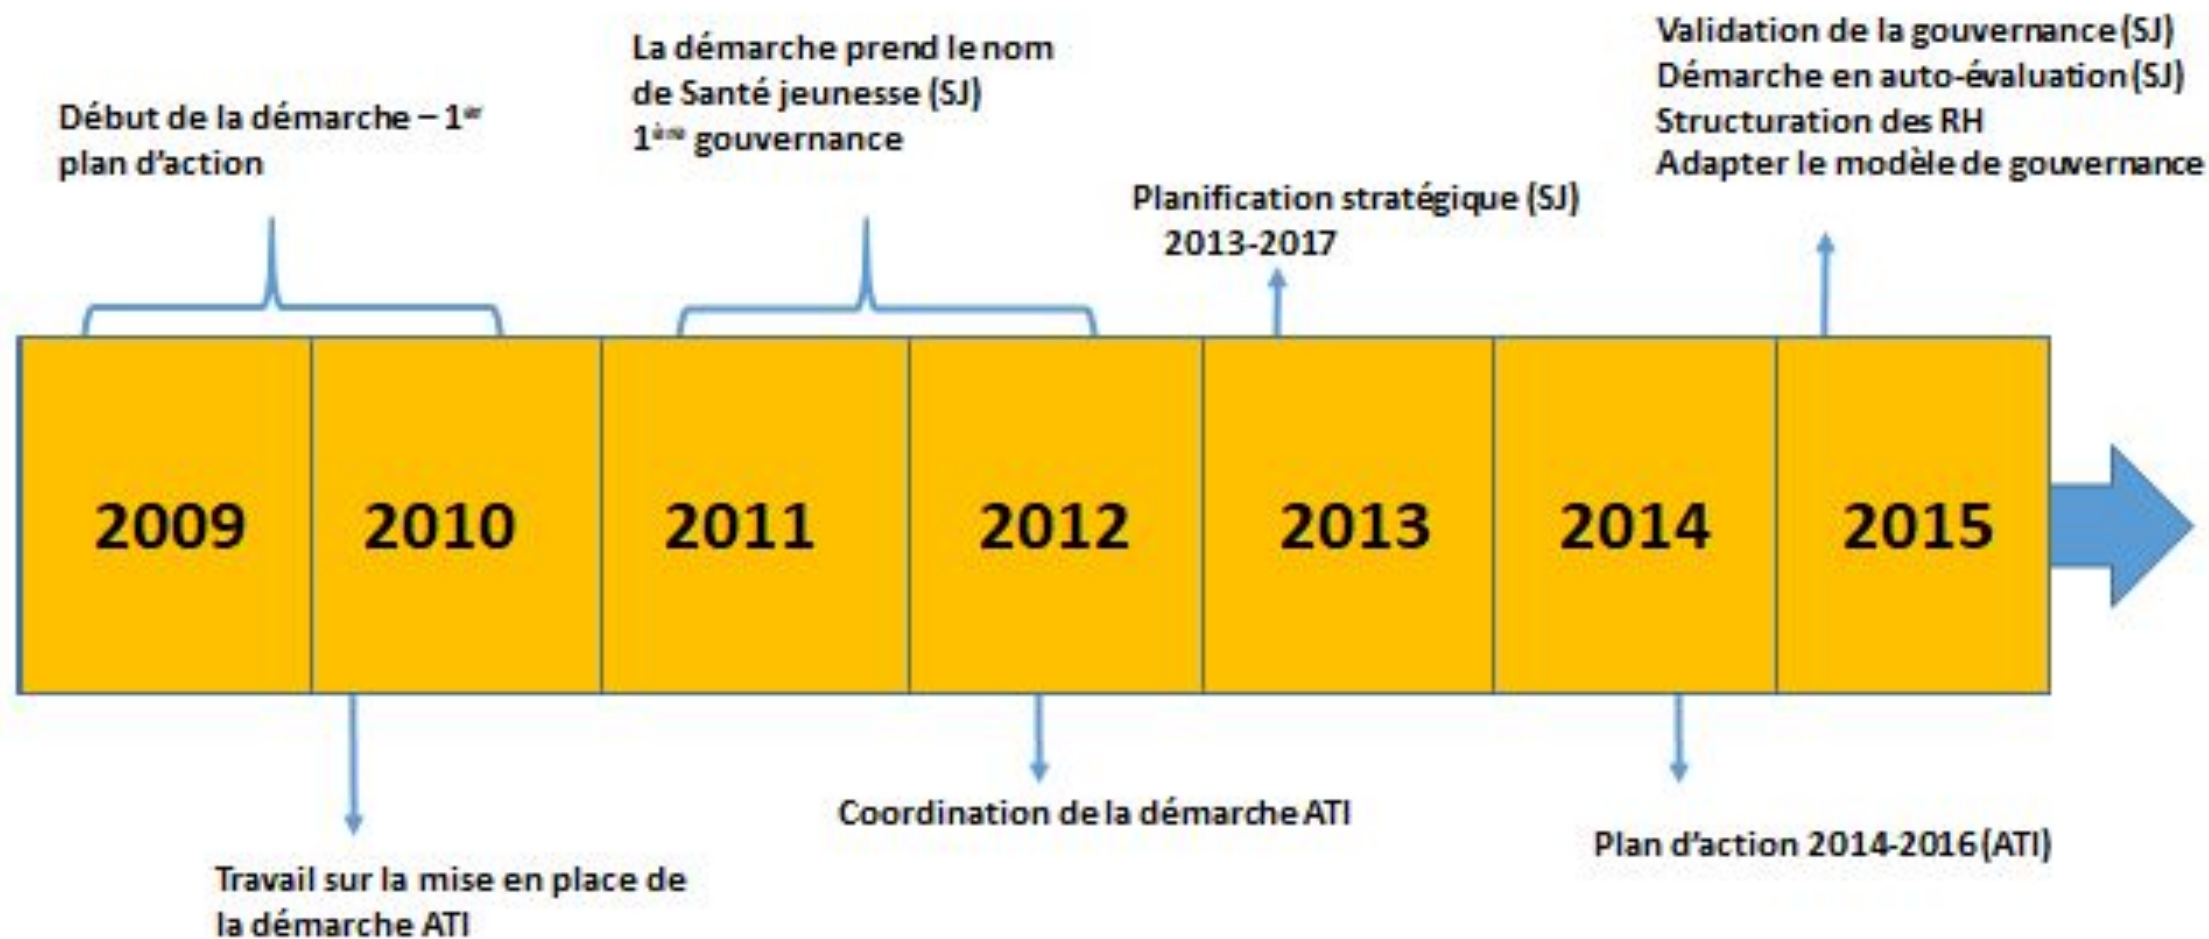 Début de la démarche – 1er
plan d'action
La démarche prend le nom
de Santé jeunesse (SJ)
1ère gouvernance
Planification stratégique (SJ)
2013-2017
Validation de la gouvernance (SJ)
Démarche en auto-évaluation (SJ)
Structuration des RH
Adapter le modèle de gouvernance
2009
2010
2011
2012
2013
2014
2015
Travail sur la mise en place de
la démarche ATI
Coordination de la démarche ATI
Plan d'action 2014-2016 (ATI)